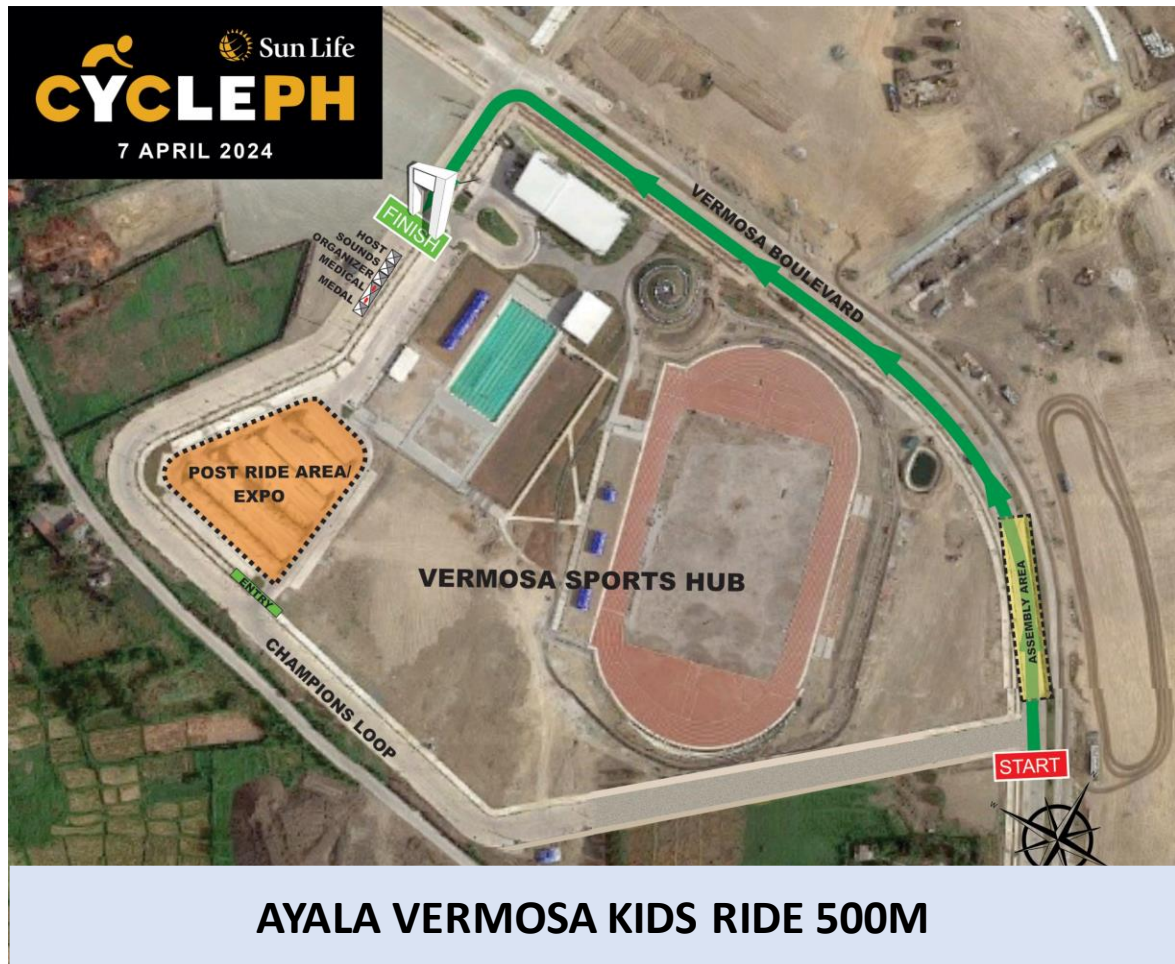 Sun Life
CYCLEPH
7 APRIL 2024
FINISH
HOST
SOUNDS
ORGANIZER
MEDICAL
MEDAL
VERMOSA BOULEVARD
POST RIDE AREA/
EXPO
ENTRY
VERMOSA SPORTS HUB
CHAMPIONS LOOP
ASSEMBLY AREA
START
W
AYALA VERMOSA KIDS RIDE 500M